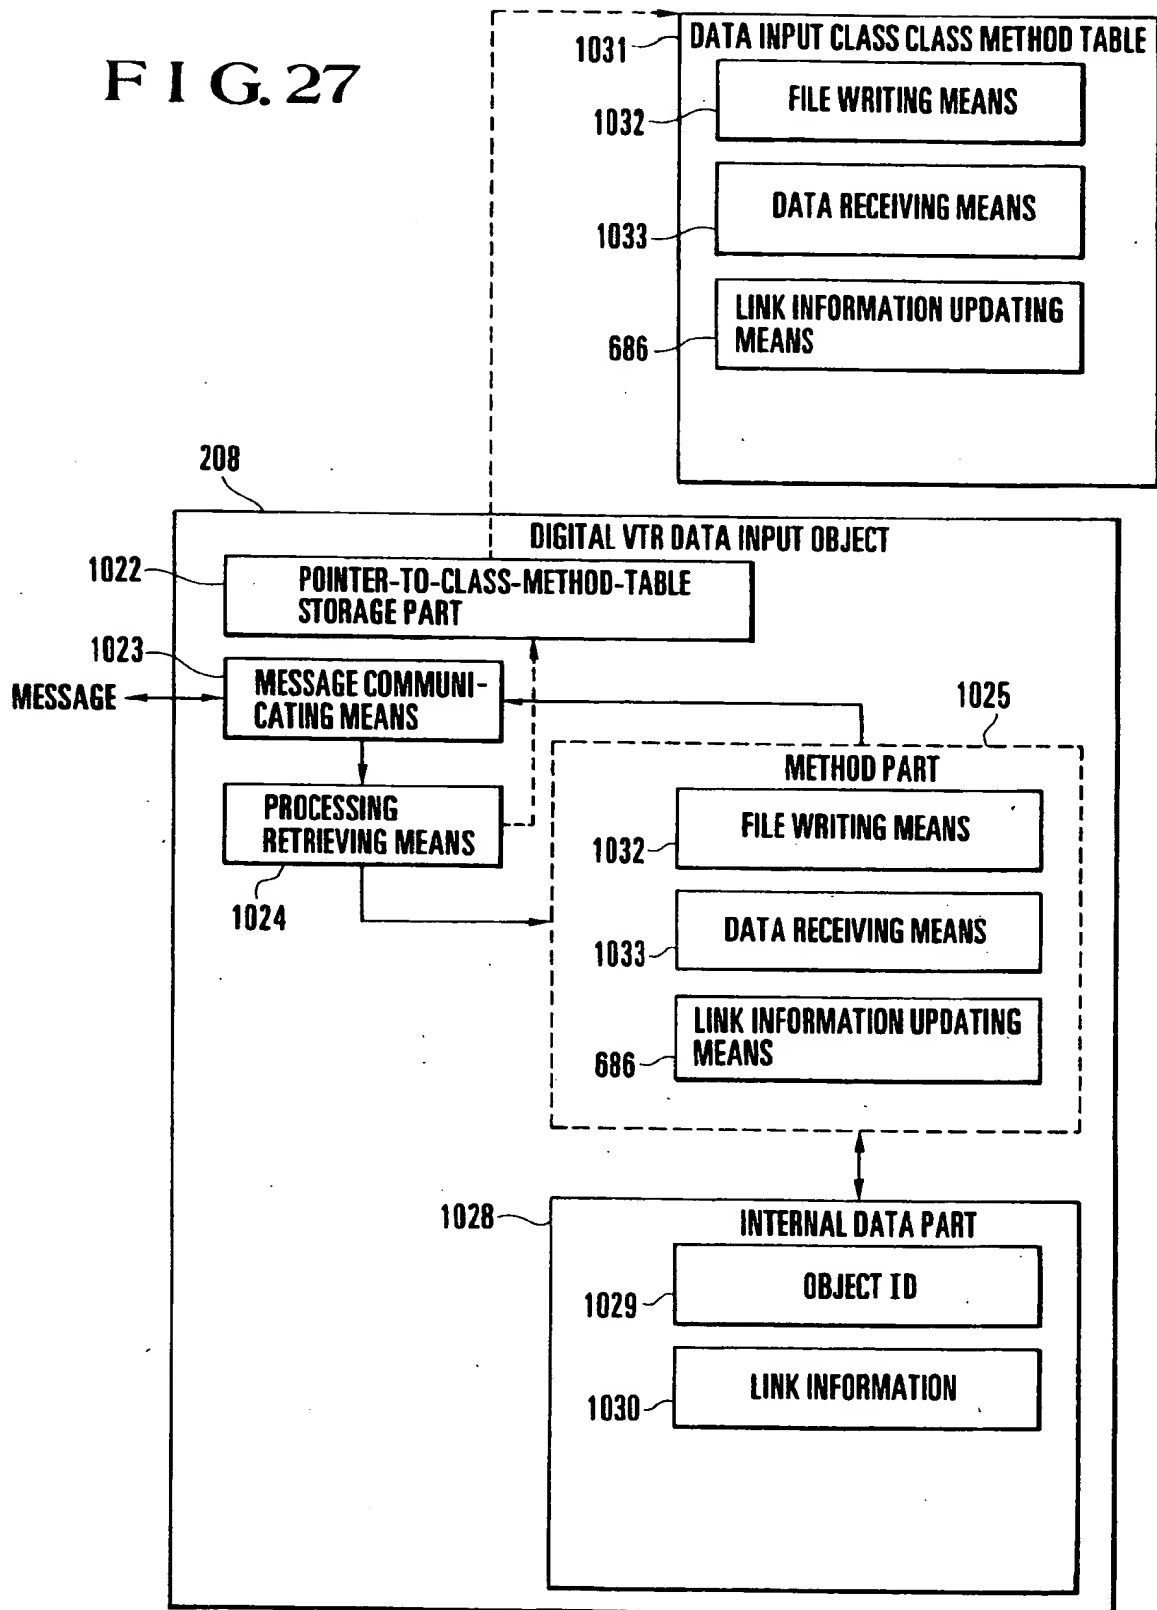 FIG.27
1031
DATA INPUT CLASS CLASS METHOD TABLE
1032
FILE WRITING MEANS
1033
DATA RECEIVING MEANS
686
LINK INFORMATION UPDATING
MEANS
208
DIGITAL VTR DATA INPUT OBJECT
1022
POINTER-TO-CLASS-METHOD-TABLE
STORAGE PART
1023
MESSAGE
MESSAGE COMMUNI-
CATING MEANS
1024
PROCESSING
RETRIEVING MEANS
1025
METHOD PART
1032
FILE WRITING MEANS
1033
DATA RECEIVING MEANS
686
LINK INFORMATION UPDATING
MEANS
1028
INTERNAL DATA PART
1029
OBJECT ID
1030
LINK INFORMATION